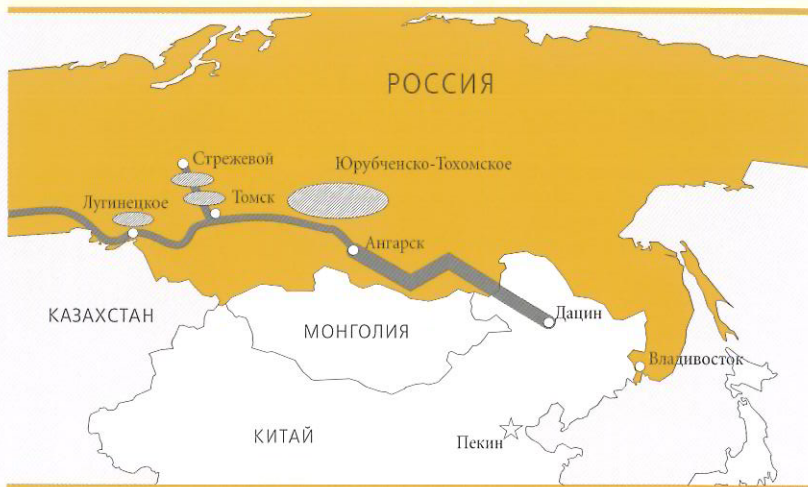 РОССИЯ
Стрежевой
Юрубченско-Тохомское
Лугинецкое
Томск
Ангарск
КАЗАХСТАН
МОНГОЛИЯ
Дацин
Владивосток
КИТАЙ
Пекин